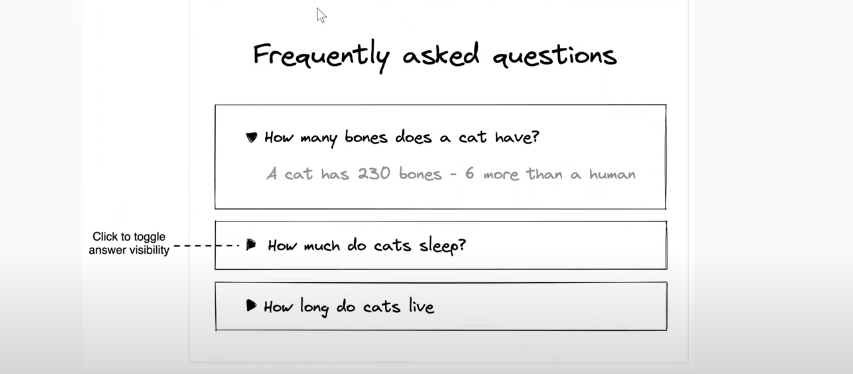 Frequently asked questions
How many bones does a cat have?
A cat has 230 bones - 6 more than a human
Click to toggle
answer visibility
How much do cats sleep?
How long do cats live